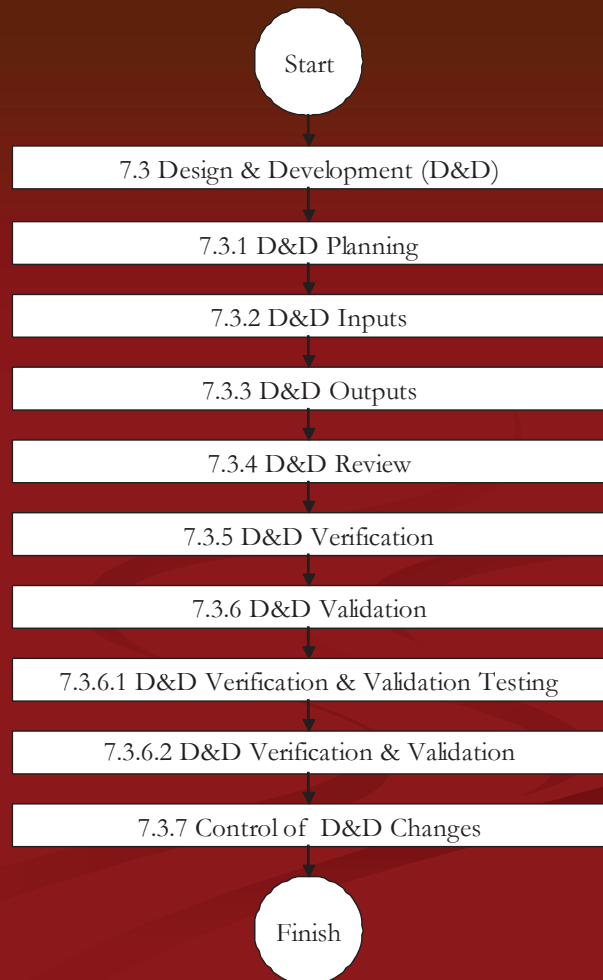 Start
7.3 Design & Development (D&D)
7.3.1 D&D Planning
7.3.2 D&D Inputs
7.3.3 D&D Outputs
7.3.4 D&D Review
7.3.5 D&D Verification
7.3.6 D&D Validation
7.3.6.1 D&D Verification & Validation Testing
7.3.6.2 D&D Verification & Validation
7.3.7 Control of D&D Changes
Finish